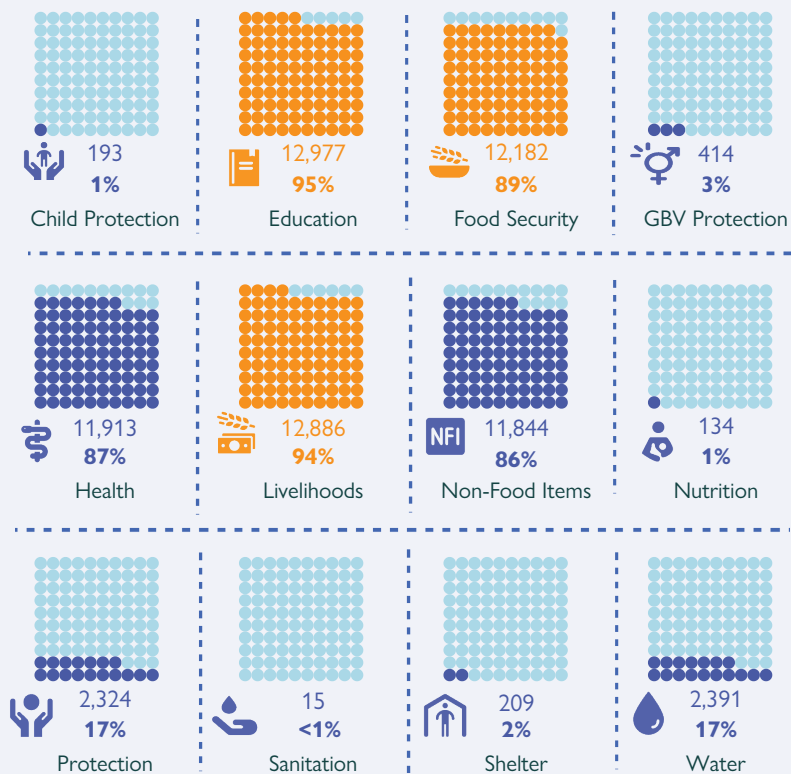 193
1%
Child Protection
12,977
95%
Education
12,182
89%
Food Security
414
3%
GBV Protection
11,913
87%
Health
12,886
94%
Livelihoods
NFI
11,844
86%
Non-Food Items
134
1%
Nutrition
2,324
17%
Protection
15
<1%
Sanitation
209
2%
Shelter
2,391
17%
Water